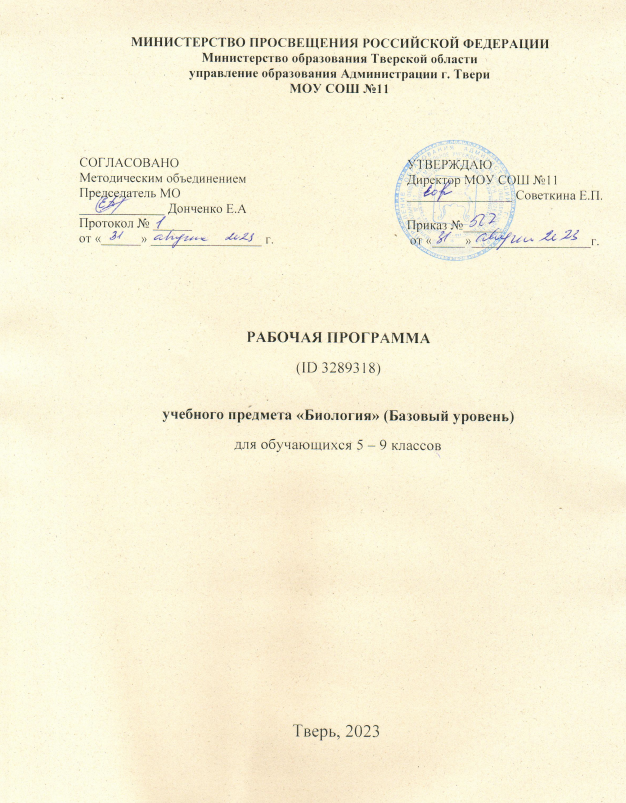 МИНИСТЕРСТВО ПРОСВЕЩЕНИЯ РОССИЙСКОЙ ФЕДЕРАЦИИ
Министерство образования Тверской области
управление образования Администрации г. Твери
МОУ СОШ №11
СОГЛАСОВАНО
Методическим объединением
Председатель МО
Донченко Е.А
Протокол № 1
от « 31 » августа 2023 г.
УТВЕРЖДАЮ
Директор МОУ СОШ №11
Советкина Е.П.
Приказ № 507
от « 31 » августа 2023 г.
РАБОЧАЯ ПРОГРАММА
(ID 3289318)
учебного предмета «Биология» (Базовый уровень)
для обучающихся 5 – 9 классов
Тверь, 2023